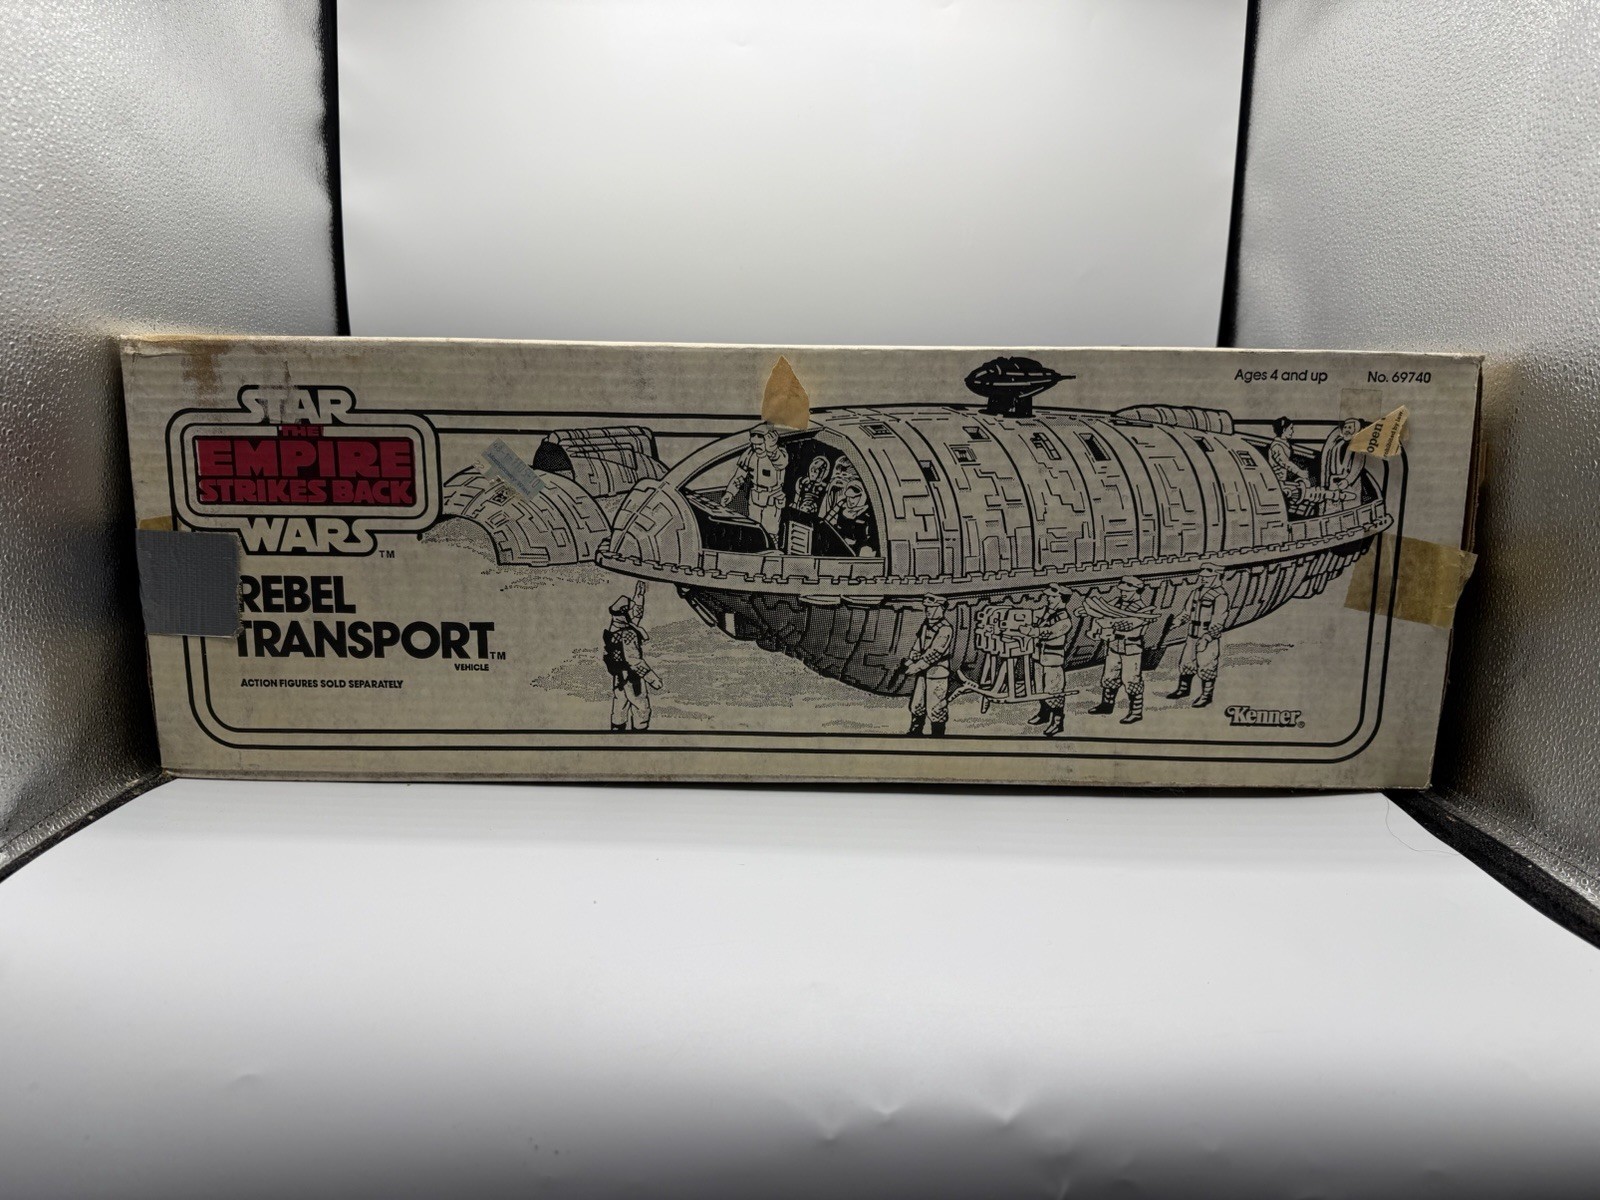 STAR
THE
EMPIRE
STRIKES BACK
WARS TM
REBEL
TRANSPORT TM
VEHICLE
ACTION FIGURES SOLD SEPARATELY
Ages 4 and up No. 69740
open
Kenner®